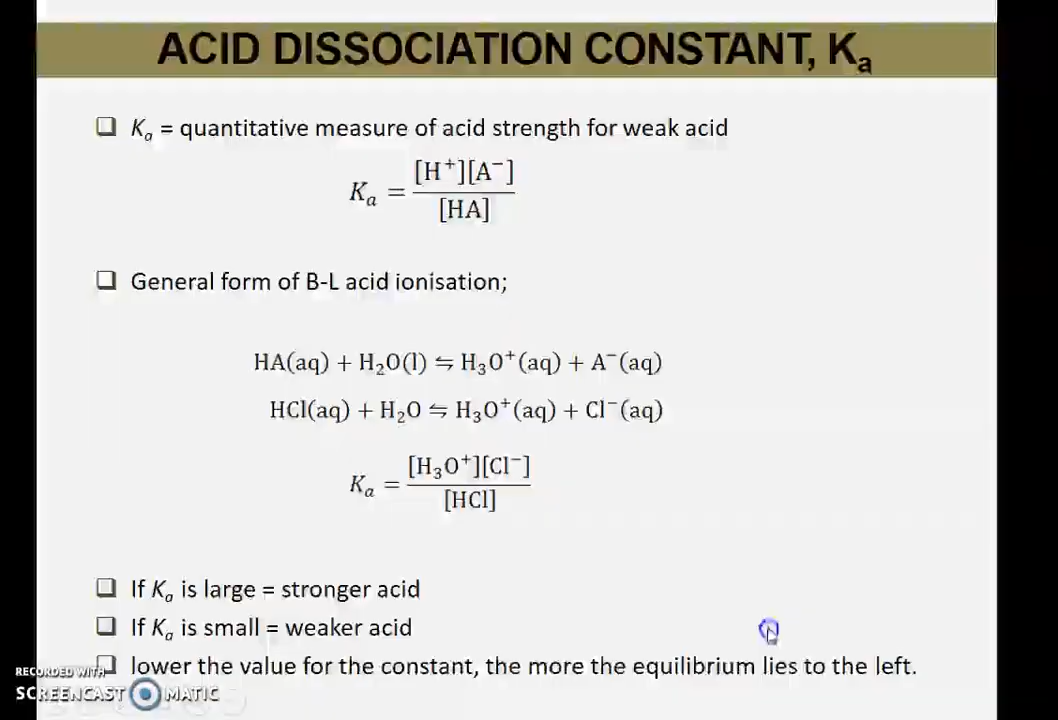 ACID DISSOCIATION CONSTANT, Kₐ
❑ Kₐ = quantitative measure of acid strength for weak acid
Kₐ = [H⁺][A⁻] / [HA]
❑ General form of B-L acid ionisation;
HA(aq) + H₂O(l) ⇋ H₃O⁺(aq) + A⁻(aq)
HCl(aq) + H₂O ⇋ H₃O⁺(aq) + Cl⁻(aq)
Kₐ = [H₃O⁺][Cl⁻] / [HCl]
❑ If Kₐ is large = stronger acid
❑ If Kₐ is small = weaker acid
❑ lower the value for the constant, the more the equilibrium lies to the left.
RECORDED WITH
SCREENCAST MATIC